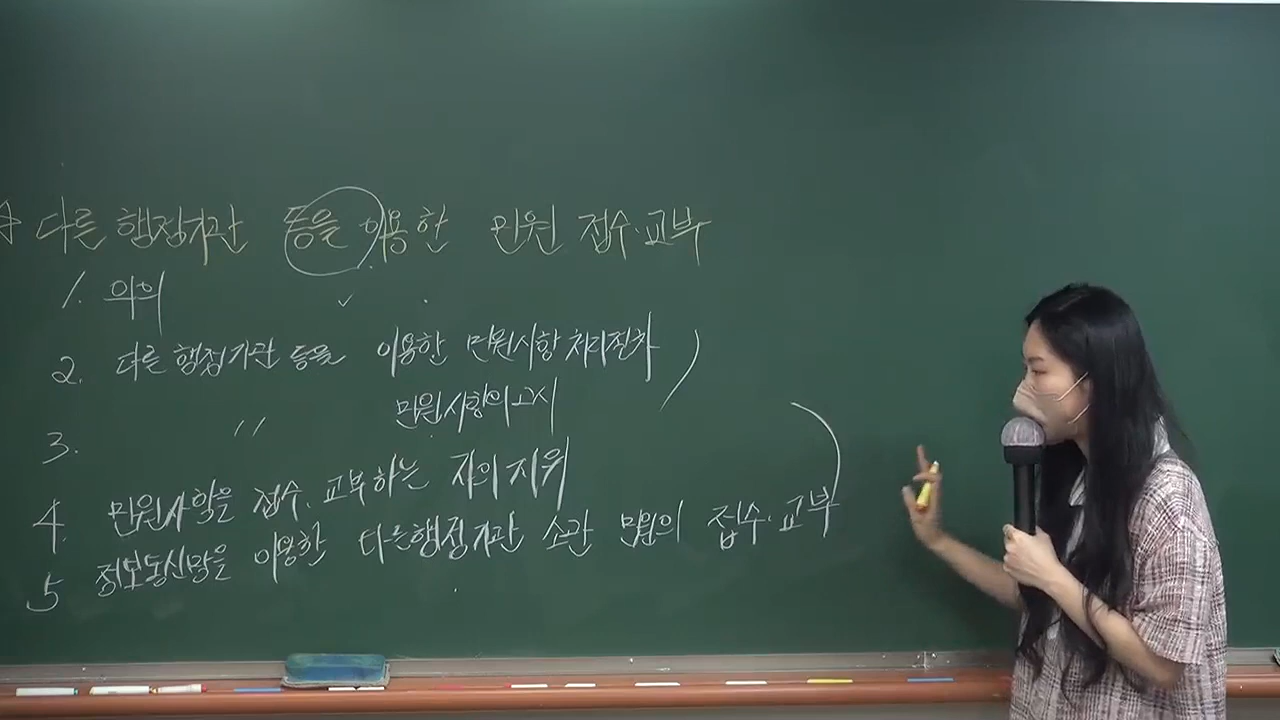 ☆ 다른 행정기관 등을 이용한 민원 접수·교부
1. 의의
2. 다른 행정기관 등을 이용한 민원사항 처리절차
3. 〃 민원사항의 고시
4. 민원사항을 접수·교부하는 자의 지위
5 정보통신망을 이용한 다른행정기관 소관 민원의 접수·교부